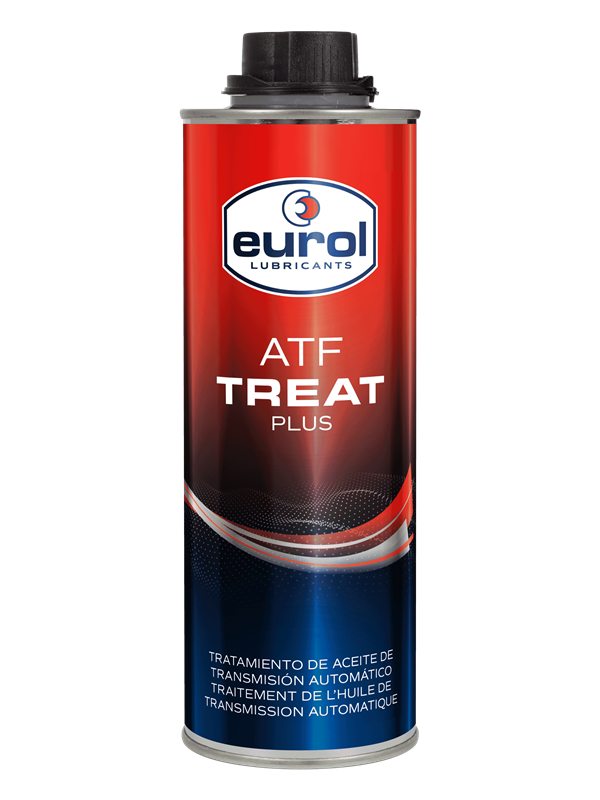 eurol
LUBRICANTS
ATF
TREAT
PLUS
TRATAMIENTO DE ACEITE DE
TRANSMISIÓN AUTOMÁTICO
TRAITEMENT DE L'HUILE DE
TRANSMISSION AUTOMATIQUE